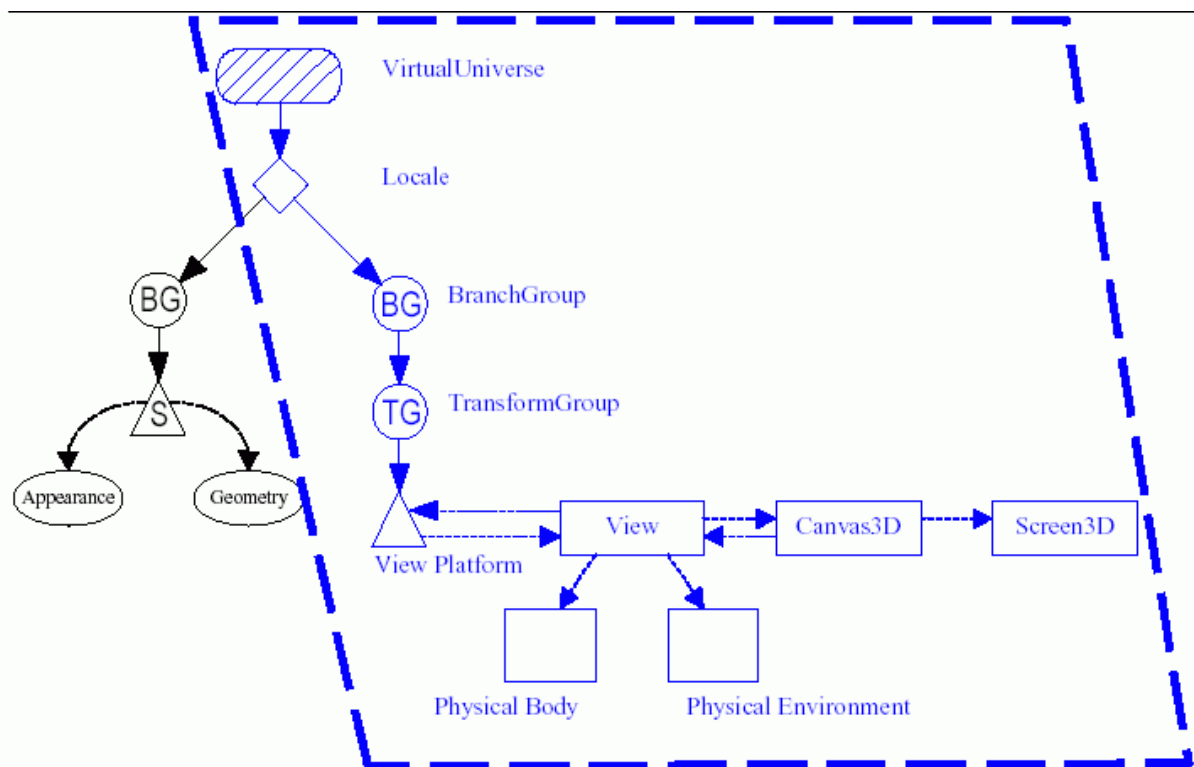 VirtualUniverse
Locale
BG
BG
BranchGroup
S
TG
TransformGroup
Appearance
Geometry
View
Canvas3D
Screen3D
View Platform
Physical Body
Physical Environment